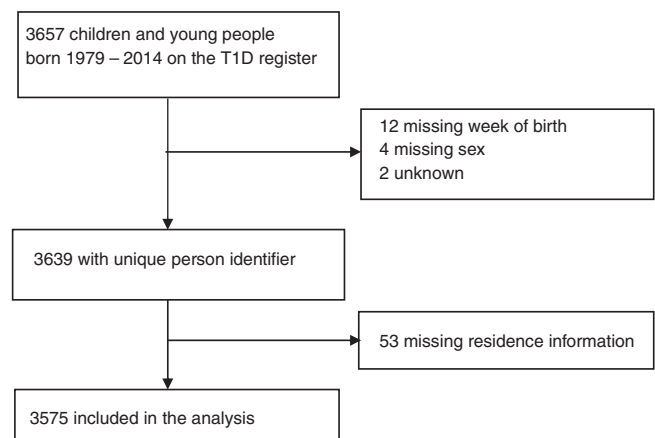 3657 children and young people
born 1979 – 2014 on the T1D register
12 missing week of birth
4 missing sex
2 unknown
3639 with unique person identifier
53 missing residence information
3575 included in the analysis